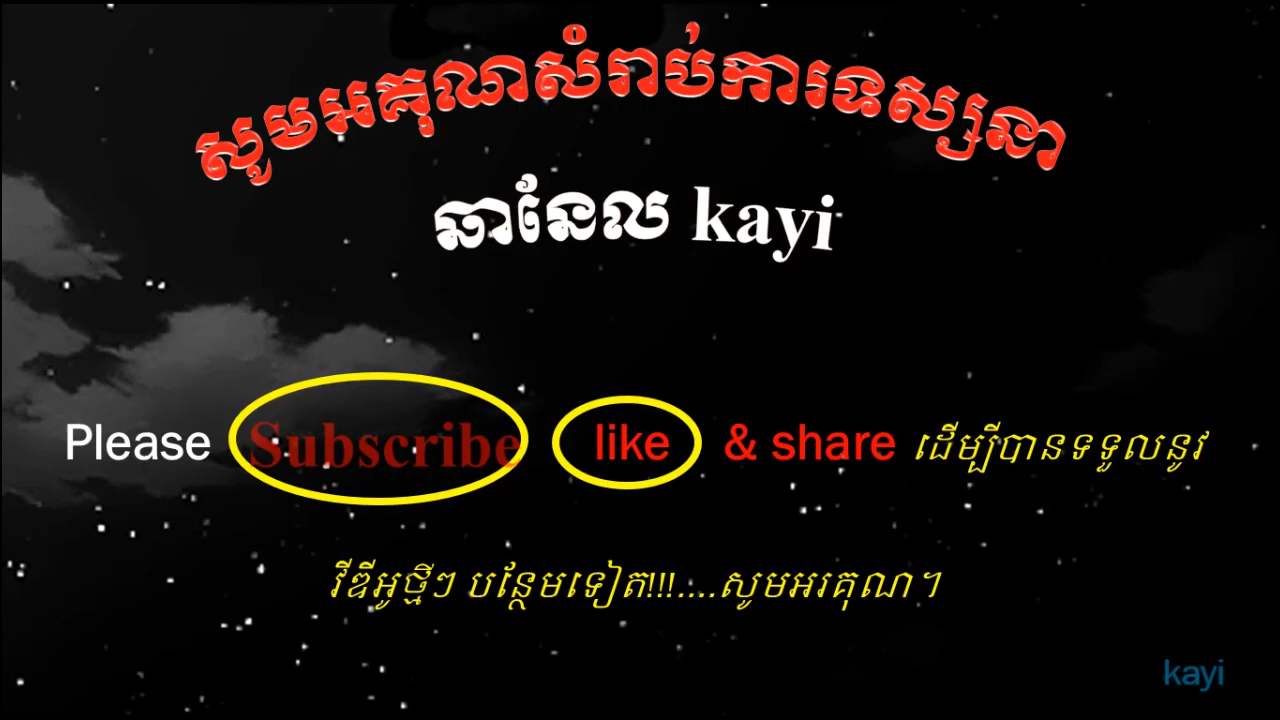 សូមអគុណសំរាប់ការទស្សនា
ឆានែល kayi
Please Subscribe like & share ដើម្បីបានទទួលនូវ
វីឌីអូថ្មីៗ បន្ថែមទៀត!!!....សូមអរគុណ។
kayi